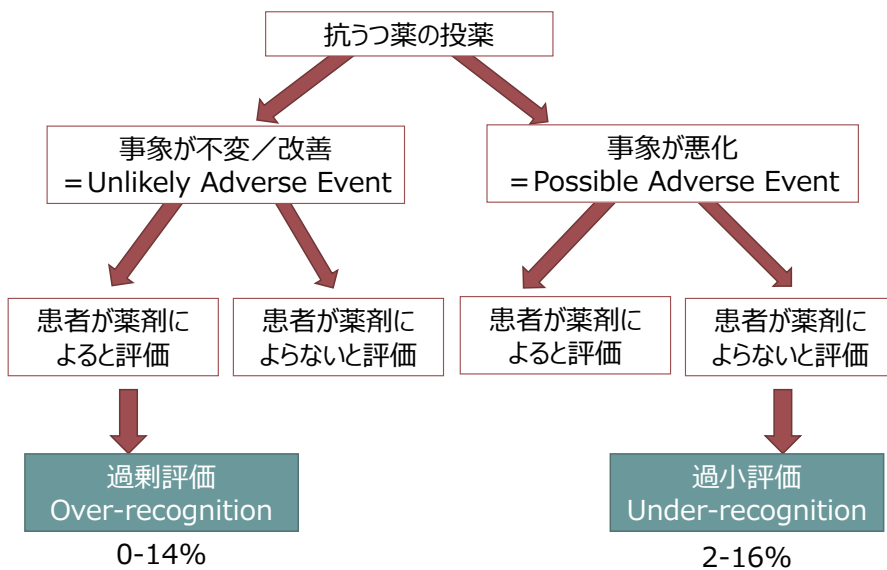 抗うつ薬の投薬
事象が不変／改善
＝Unlikely Adverse Event
事象が悪化
＝Possible Adverse Event
患者が薬剤に
よると評価
患者が薬剤に
よらないと評価
患者が薬剤に
よると評価
患者が薬剤に
よらないと評価
過剰評価
Over-recognition
0-14%
過小評価
Under-recognition
2-16%